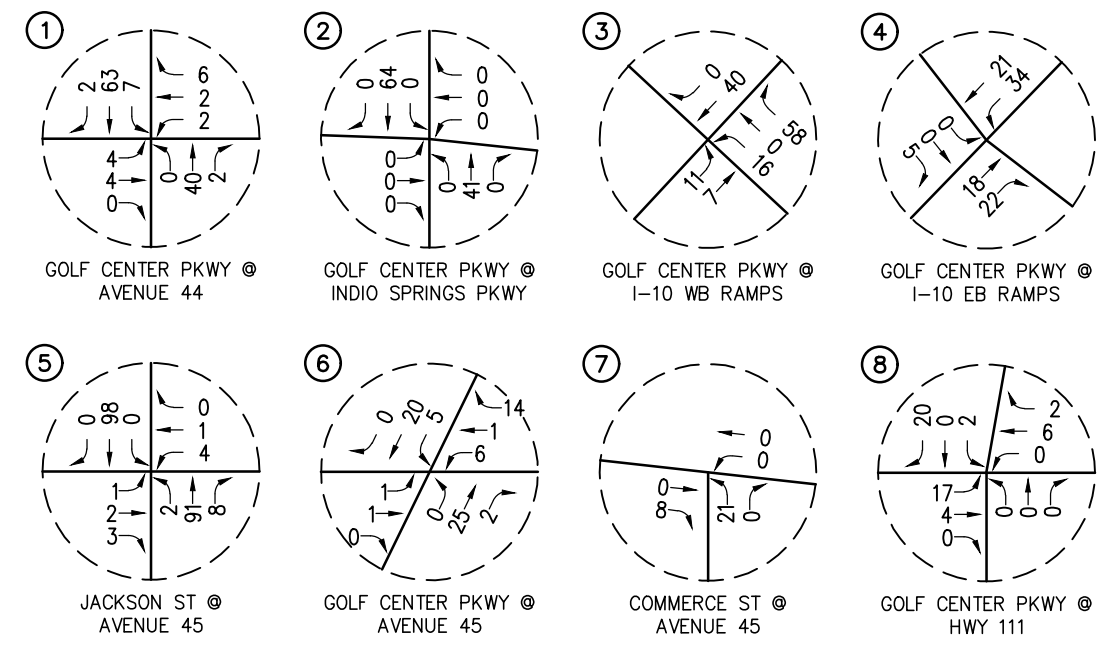 1
2 63 7
6
2
2
4
4
0
0 40 2
GOLF CENTER PKWY @
AVENUE 44
2
0 64 0
0
0
0
0
0
0
0 41 0
GOLF CENTER PKWY @
INDIO SPRINGS PKWY
3
0
40
58
0
16
11
7
GOLF CENTER PKWY @
I-10 WB RAMPS
4
21
34
0
0
5
18
22
GOLF CENTER PKWY @
I-10 EB RAMPS
5
0 98 0
0
1
4
1
2
3
2 91 8
JACKSON ST @
AVENUE 45
6
0 20 5
14
1
6
1
1
0
0 25 2
GOLF CENTER PKWY @
AVENUE 45
7
0
0
0
8
21 0
COMMERCE ST @
AVENUE 45
8
20 0 2
2
6
0
17
4
0
0 0 0
GOLF CENTER PKWY @
HWY 111